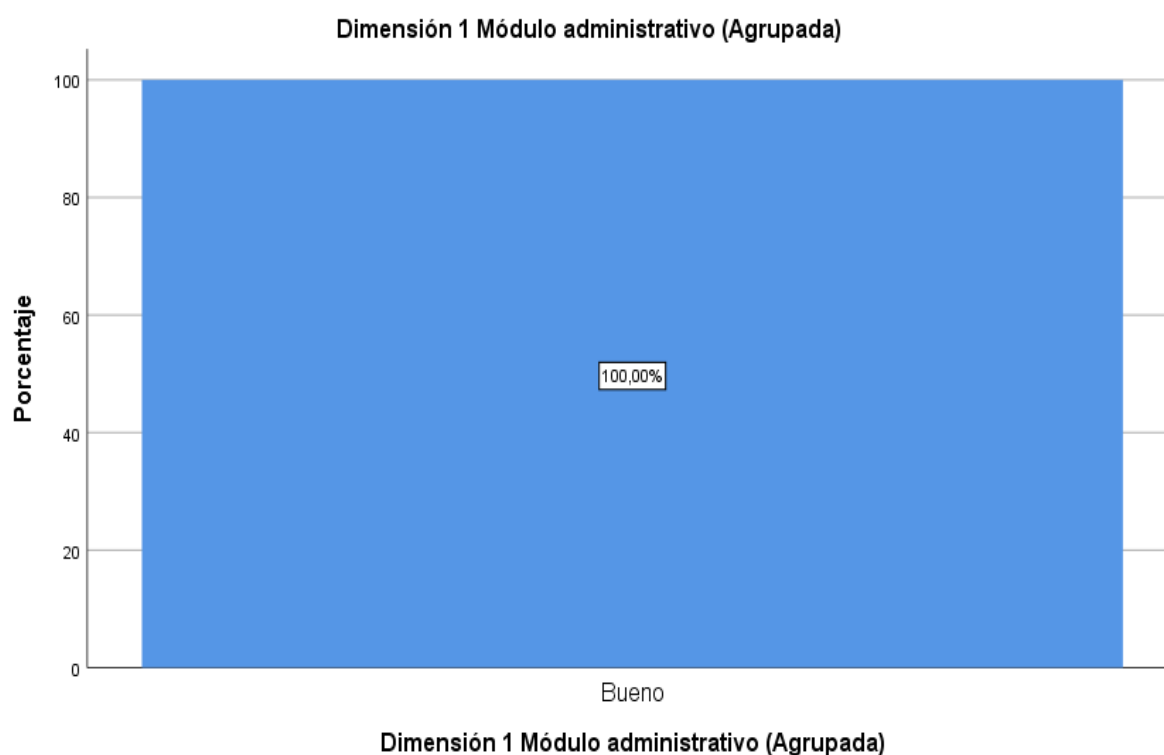 Dimensión 1 Módulo administrativo (Agrupada)
Porcentaje
100
80
60
40
20
0
100,00%
Bueno
Dimensión 1 Módulo administrativo (Agrupada)